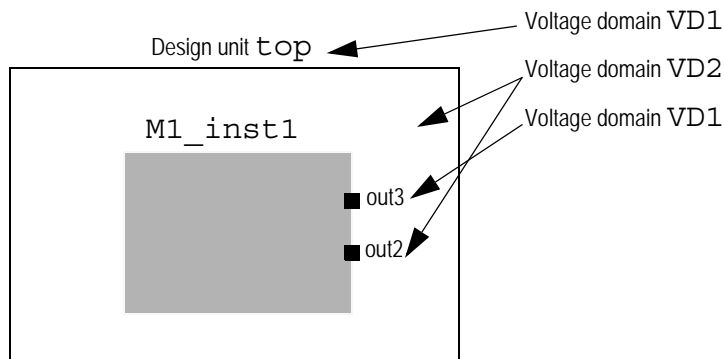 Voltage domain VD1
Design unit top
Voltage domain VD2
Voltage domain VD1
M1_inst1
out3
out2